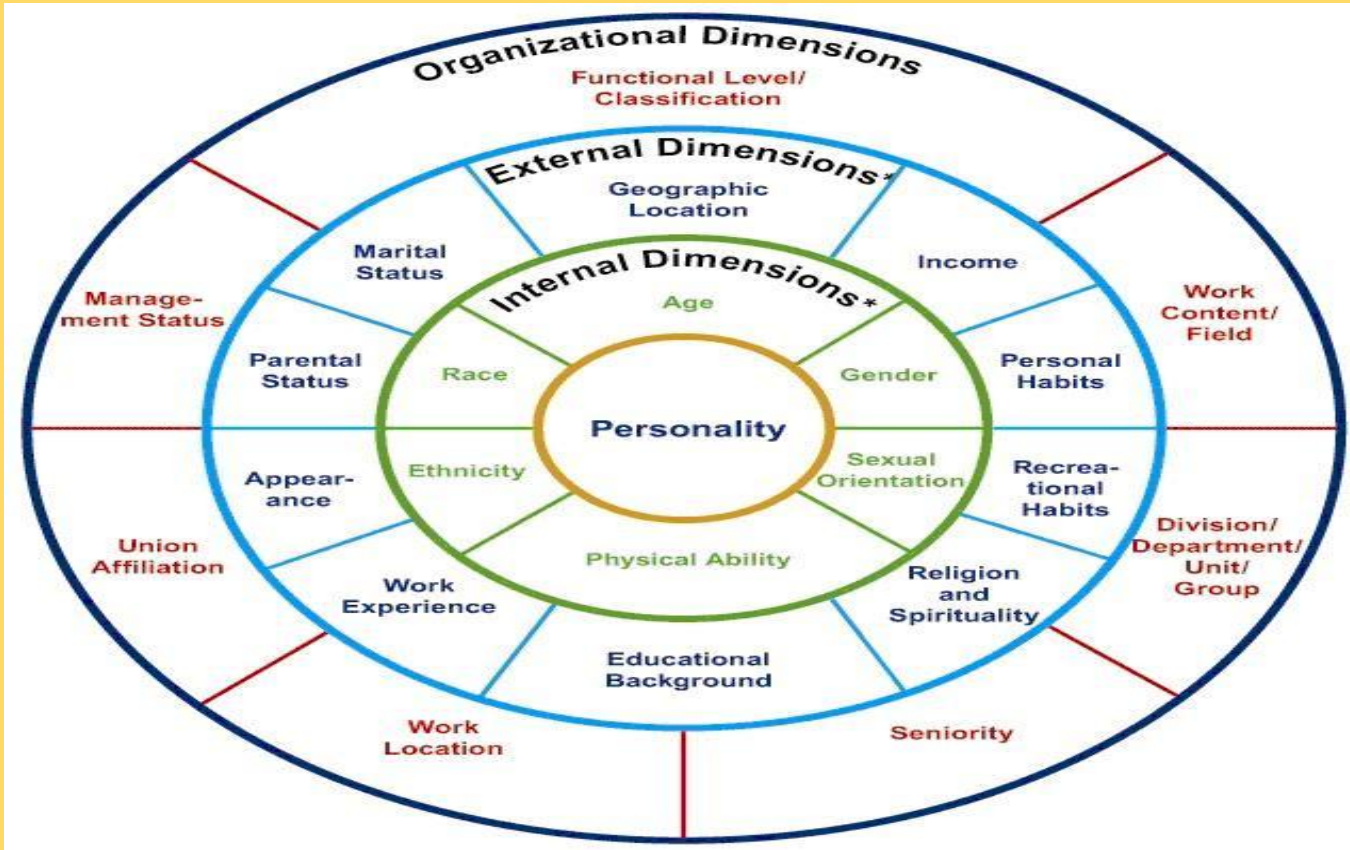 Organizational Dimensions
Functional Level/
Classification
External Dimensions*
Geographic
Location
Marital
Status
Income
Internal Dimensions*
Age
Manage-
ment Status
Work
Content/
Field
Parental
Status
Race
Gender
Personal
Habits
Personality
Appear-
ance
Ethnicity
Sexual
Orientation
Recrea-
tional
Habits
Union
Affiliation
Division/
Department/
Unit/
Group
Physical Ability
Work
Experience
Religion
and
Spirituality
Educational
Background
Work
Location
Seniority